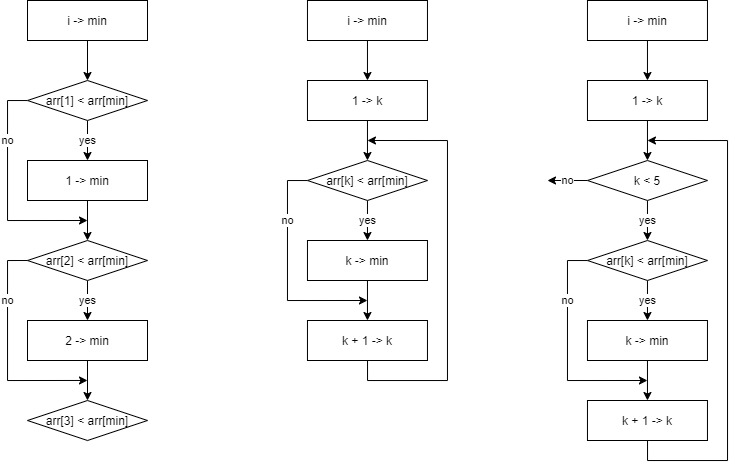 i -> min
arr[1] < arr[min]
no
yes
1 -> min
arr[2] < arr[min]
no
yes
2 -> min
arr[3] < arr[min]
i -> min
1 -> k
arr[k] < arr[min]
no
yes
k -> min
k + 1 -> k
i -> min
1 -> k
no
k < 5
yes
arr[k] < arr[min]
no
yes
k -> min
k + 1 -> k